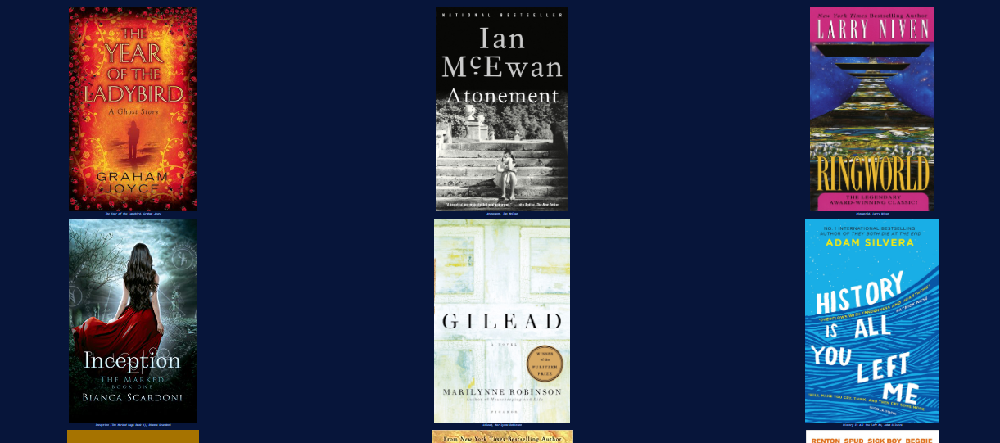 THE
YEAR
OF THE
LADYBIRD
A Ghost Story
GRAHAM
JOYCE
The Year of the Ladybird, Graham Joyce
NATIONAL BESTSELLER
Ian
McEwan
Atonement
Atonement, Ian McEwan
New York Times Bestselling Author
LARRY NIVEN
RINGWORLD
THE LEGENDARY
AWARD-WINNING CLASSIC!
Ringworld, Larry Niven
Inception
THE MARKED
BOOK ONE
BIANCA SCARDONI
Inception (The Marked Saga Book 1), Bianca Scardoni
GILEAD
A NOVEL
WINNER
of the
PULITZER
PRIZE
MARILYNNE ROBINSON
Author of Housekeeping and Lila
PICADOR
Gilead, Marilynne Robinson
NO.1 INTERNATIONAL BESTSELLING
AUTHOR OF THEY BOTH DIE AT THE END
ADAM SILVERA
HISTORY
'OVERFLOWS WITH TENDERNESS AND HEARTACHE'
PATRICK NESS
IS ALL
YOU LEFT
ME
'WILL MAKE YOU CRY, THINK, AND THEN CRY SOME MORE'
NICOLA YOON
History Is All You Left Me, Adam Silvera
From New York Times Bestselling Author
RENTON SPUD SICK BOY BEGBIE